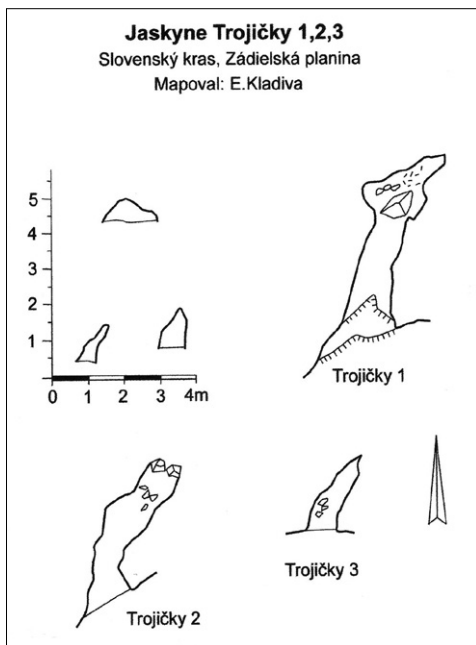 Jaskyne Trojičky 1,2,3
Slovenský kras, Zádielská planina
Mapoval: E.Kladiva
5
4
3
2
1
0 1 2 3 4m
Trojičky 1
Trojičky 2
Trojičky 3